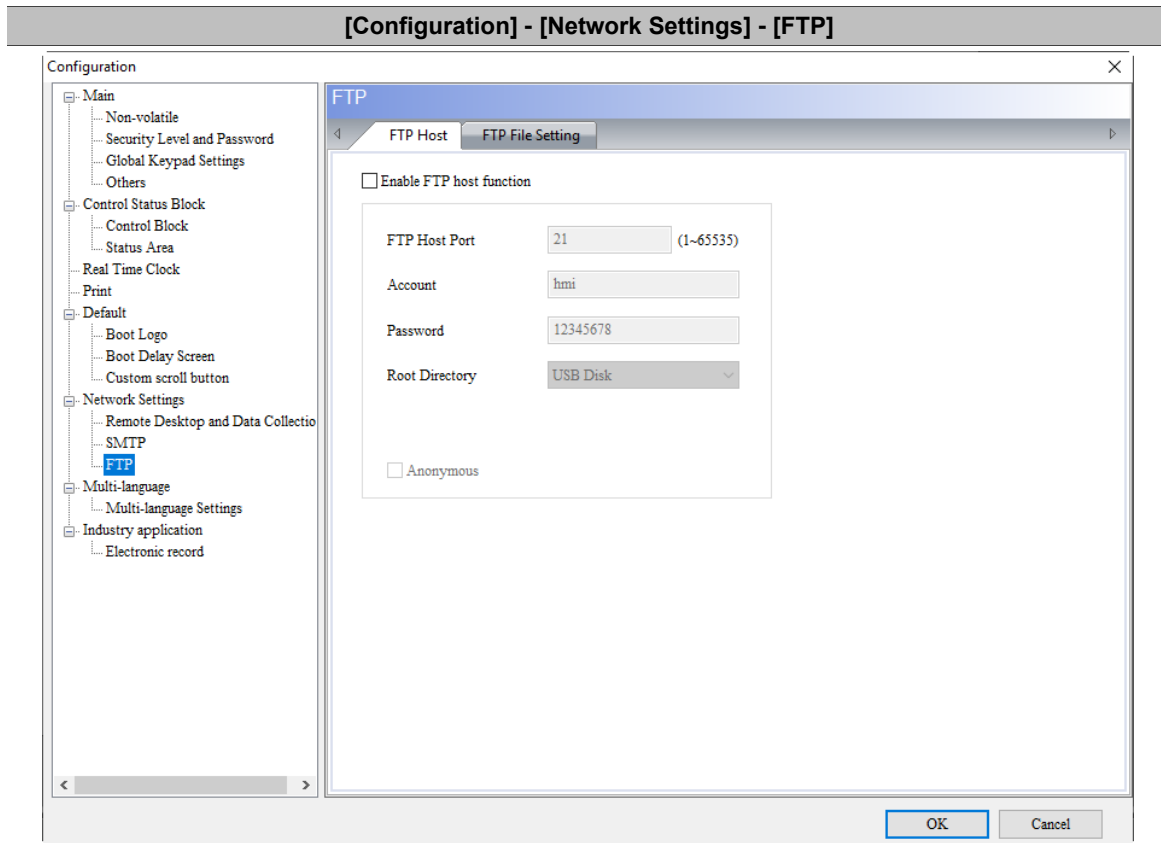 [Configuration] - [Network Settings] - [FTP]
Configuration
Main
Non-volatile
Security Level and Password
Global Keypad Settings
Others
Control Status Block
Control Block
Status Area
Real Time Clock
Print
Default
Boot Logo
Boot Delay Screen
Custom scroll button
Network Settings
Remote Desktop and Data Collectio
SMTP
FTP
Multi-language
Multi-language Settings
Industry application
Electronic record
FTP
FTP Host FTP File Setting
Enable FTP host function
FTP Host Port 21 (1~65535)
Account hmi
Password 12345678
Root Directory USB Disk
Anonymous
OK Cancel